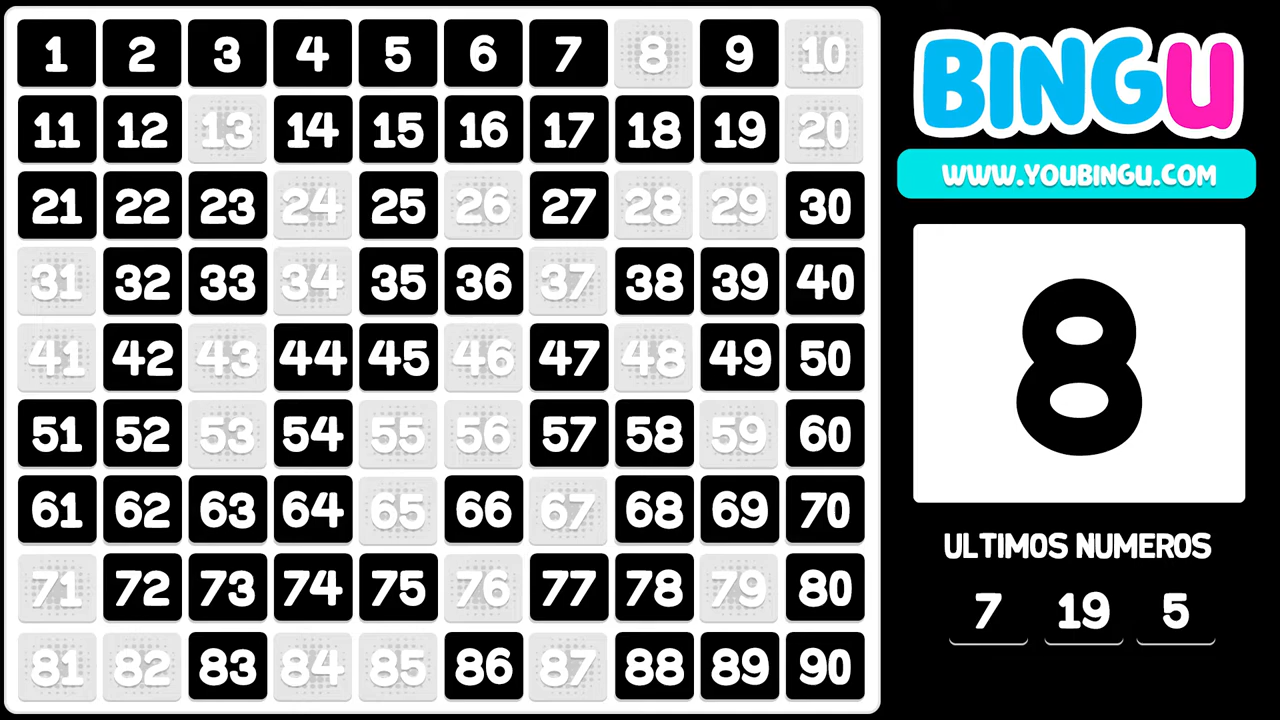 1 2 3 4 5 6 7 8 9 10
11 12 13 14 15 16 17 18 19 20
21 22 23 24 25 26 27 28 29 30
31 32 33 34 35 36 37 38 39 40
41 42 43 44 45 46 47 48 49 50
51 52 53 54 55 56 57 58 59 60
61 62 63 64 65 66 67 68 69 70
71 72 73 74 75 76 77 78 79 80
81 82 83 84 85 86 87 88 89 90
BINGU
WWW.YOUBINGU.COM
8
ULTIMOS NUMEROS
7 19 5